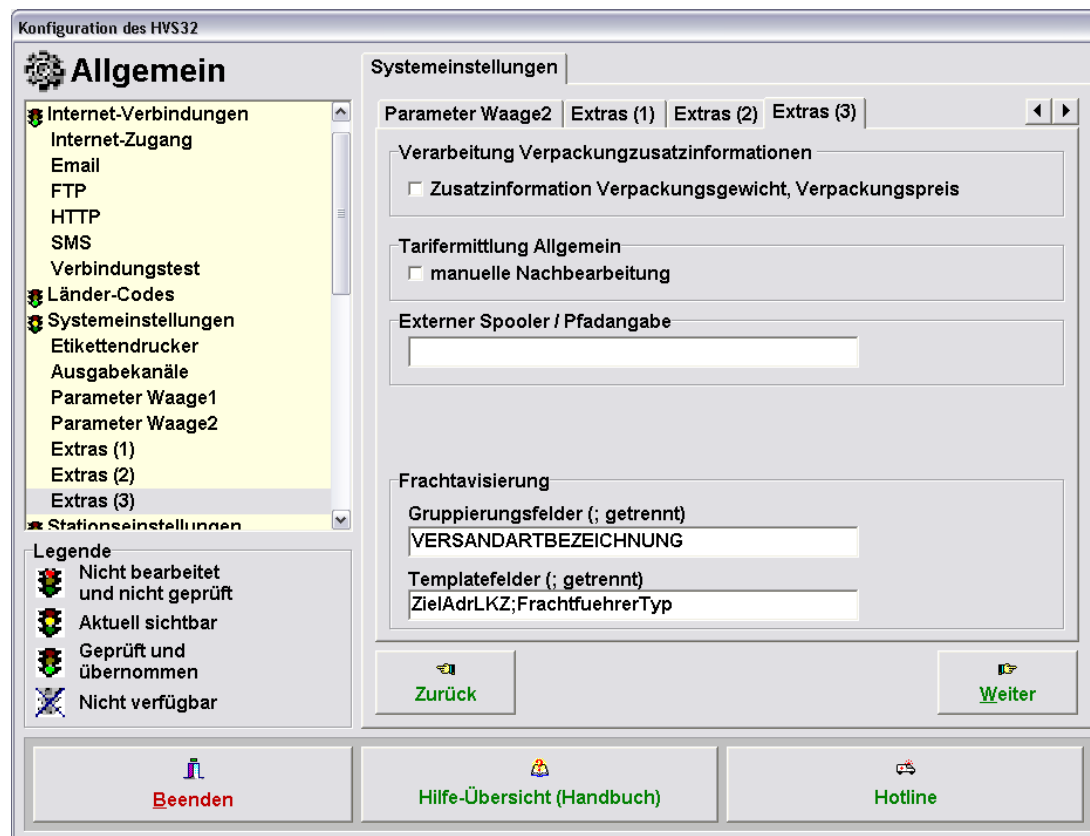 Konfiguration des HVS32
Allgemein
Internet-Verbindungen
Internet-Zugang
Email
FTP
HTTP
SMS
Verbindungstest
Länder-Codes
Systemeinstellungen
Etikettendrucker
Ausgabekanäle
Parameter Waage1
Parameter Waage2
Extras (1)
Extras (2)
Extras (3)
Stationseinstellungen
Legende
Nicht bearbeitet
und nicht geprüft
Aktuell sichtbar
Geprüft und
übernommen
Nicht verfügbar
Systemeinstellungen
Parameter Waage2 Extras (1) Extras (2) Extras (3)
Verarbeitung Verpackungzusatzinformationen
Zusatzinformation Verpackungsgewicht, Verpackungspreis
Tarifermittlung Allgemein
manuelle Nachbearbeitung
Externer Spooler / Pfadangabe
Frachtavisierung
Gruppierungsfelder (; getrennt)
VERSANDARTBEZEICHNUNG
Templatefelder (; getrennt)
ZielAdrLKZ;FrachtfuehrerTyp
Zurück
Weiter
Beenden
Hilfe-Übersicht (Handbuch)
Hotline